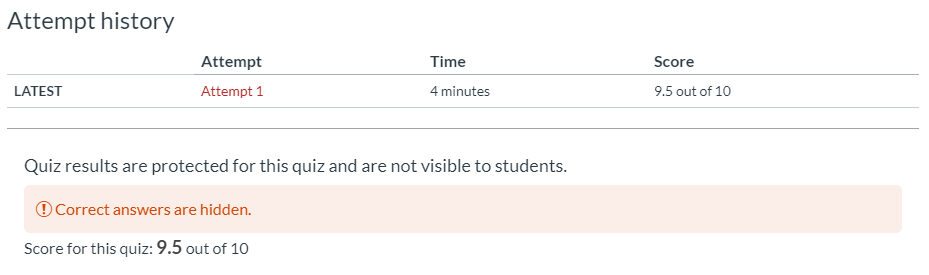 Attempt history
Attempt Time Score
LATEST Attempt 1 4 minutes 9.5 out of 10
Quiz results are protected for this quiz and are not visible to students.
Correct answers are hidden.
Score for this quiz: 9.5 out of 10